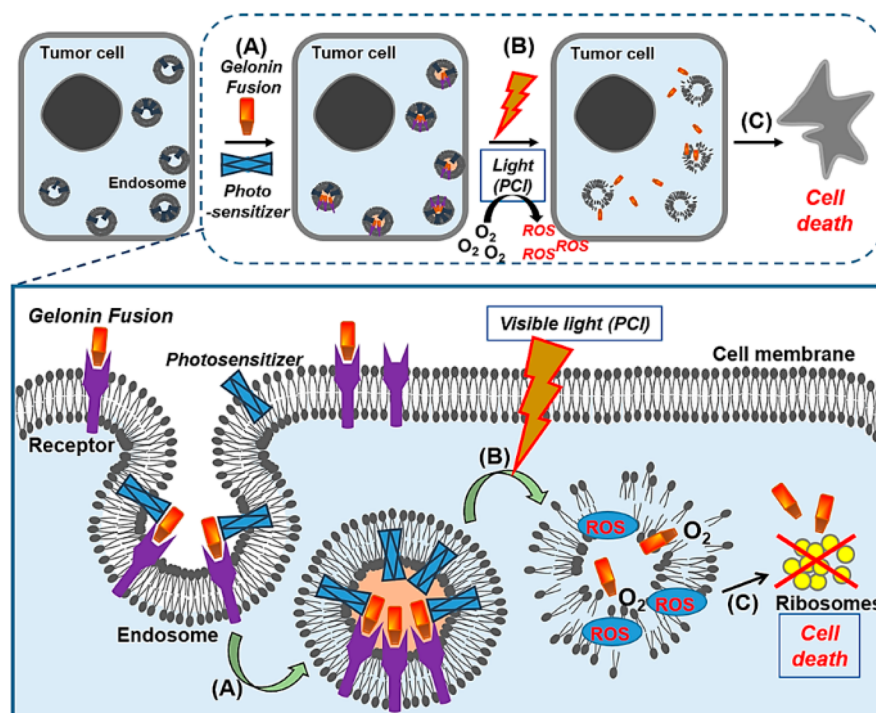 Tumor cell
Endosome
(A)
Gelonin
Fusion
Photo
-sensitizer
Tumor cell
(B)
Light
(PCI)
O2
O2 O2
ROS
ROS ROS
Tumor cell
(C)
Cell
death
Gelonin Fusion
Photosensitizer
Visible light (PCI)
Cell membrane
Receptor
(B)
ROS
O2
O2
ROS
ROS
(C)
Ribosomes
Cell
death
Endosome
(A)